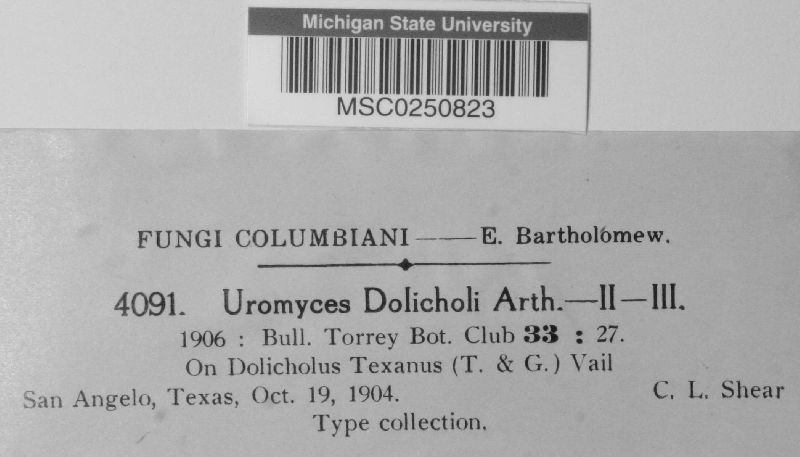 Michigan State University
MSC0250823
FUNGI COLUMBIANI——E. Bartholomew.
4091. Uromyces Dolicholi Arth.—II—III.
1906 : Bull. Torrey Bot. Club 33 : 27.
On Dolicholus Texanus (T. & G.) Vail
San Angelo, Texas, Oct. 19, 1904. C. L. Shear
Type collection.